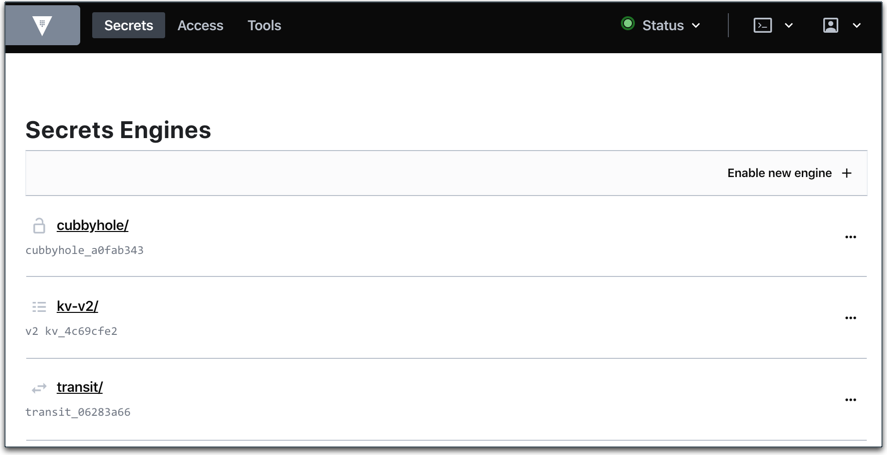 Secrets Access Tools Status
Secrets Engines
Enable new engine +
cubbyhole/
cubbyhole_a0fab343
kv-v2/
v2 kv_4c69cfe2
transit/
transit_06283a66